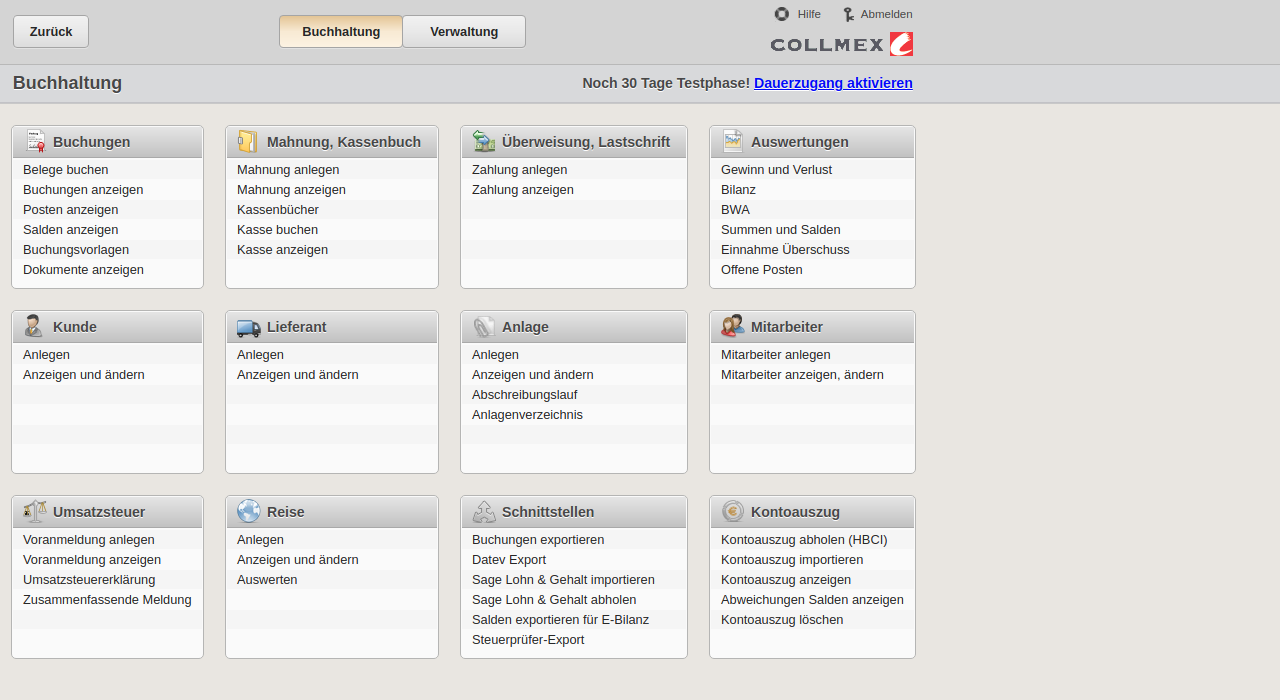 Hilfe Abmelden
Zurück Buchhaltung Verwaltung
COLLMEX
Buchhaltung Noch 30 Tage Testphase! Dauerzugang aktivieren
Buchungen
Belege buchen
Buchungen anzeigen
Posten anzeigen
Salden anzeigen
Buchungsvorlagen
Dokumente anzeigen
Mahnung, Kassenbuch
Mahnung anlegen
Mahnung anzeigen
Kassenbücher
Kasse buchen
Kasse anzeigen
Überweisung, Lastschrift
Zahlung anlegen
Zahlung anzeigen
Auswertungen
Gewinn und Verlust
Bilanz
BWA
Summen und Salden
Einnahme Überschuss
Offene Posten
Kunde
Anlegen
Anzeigen und ändern
Lieferant
Anlegen
Anzeigen und ändern
Anlage
Anlegen
Anzeigen und ändern
Abschreibungslauf
Anlagenverzeichnis
Mitarbeiter
Mitarbeiter anlegen
Mitarbeiter anzeigen, ändern
Umsatzsteuer
Voranmeldung anlegen
Voranmeldung anzeigen
Umsatzsteuererklärung
Zusammenfassende Meldung
Reise
Anlegen
Anzeigen und ändern
Auswerten
Schnittstellen
Buchungen exportieren
Datev Export
Sage Lohn & Gehalt importieren
Sage Lohn & Gehalt abholen
Salden exportieren für E-Bilanz
Steuerprüfer-Export
Kontoauszug
Kontoauszug abholen (HBCI)
Kontoauszug importieren
Kontoauszug anzeigen
Abweichungen Salden anzeigen
Kontoauszug löschen